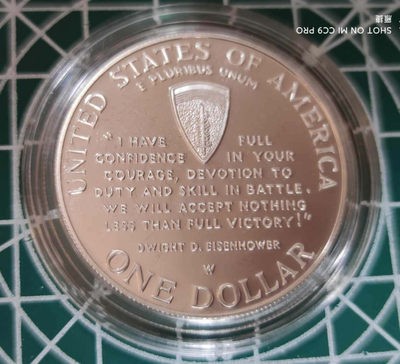 UNITED STATES OF AMERICA
E PLURIBUS UNUM
"I HAVE FULL
CONFIDENCE IN YOUR
COURAGE, DEVOTION TO
DUTY AND SKILL IN BATTLE.
WE WILL ACCEPT NOTHING
LESS THAN FULL VICTORY!"
DWIGHT D. EISENHOWER
W
ONE DOLLAR
SHOT ON MI CC9 PRO